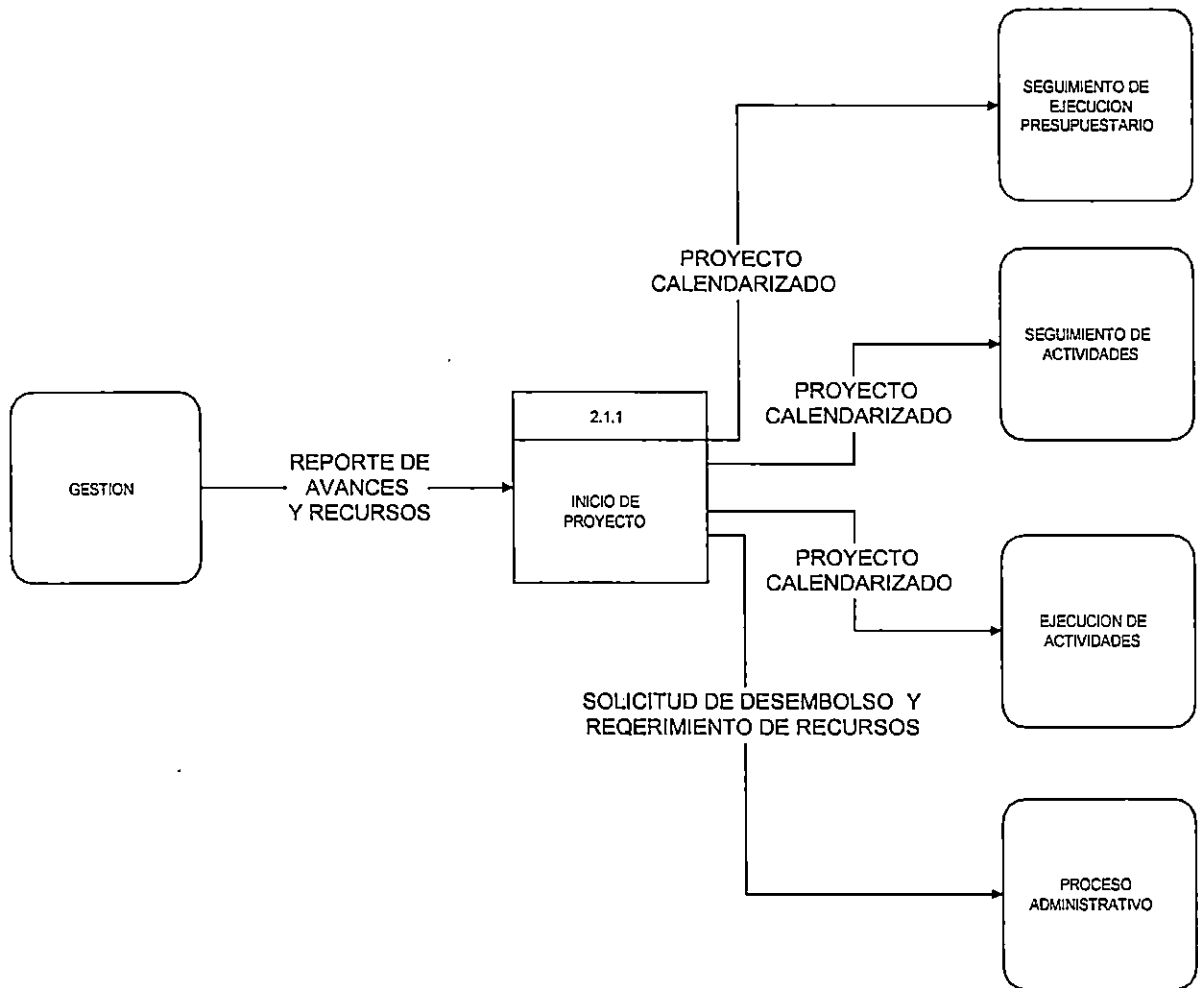 SEGUIMIENTO DE
EJECUCION
PRESUPUESTARIO
PROYECTO
CALENDARIZADO
SEGUIMIENTO DE
ACTIVIDADES
PROYECTO
CALENDARIZADO
2.1.1
INICIO DE
PROYECTO
REPORTE DE
AVANCES
Y RECURSOS
GESTION
PROYECTO
CALENDARIZADO
EJECUCION DE
ACTIVIDADES
SOLICITUD DE DESEMBOLSO Y
REQERIMIENTO DE RECURSOS
PROCESO
ADMINISTRATIVO